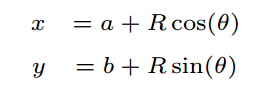 x = a + R cos(θ)
y = b + R sin(θ)